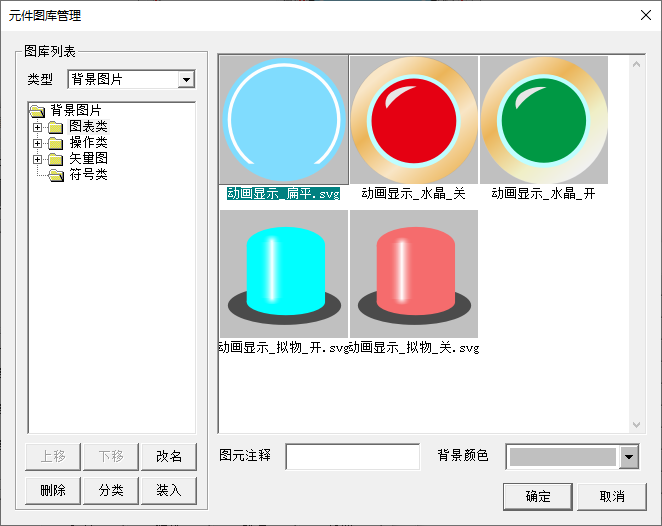 元件图库管理
图库列表
类型
背景图片
背景图片
图表类
操作类
矢量图
符号类
上移
下移
改名
删除
分类
装入
动画显示_扁平.svg
动画显示_水晶_关
动画显示_水晶_开
动画显示_拟物_开.svg
动画显示_拟物_关.svg
图元注释
背景颜色
确定
取消